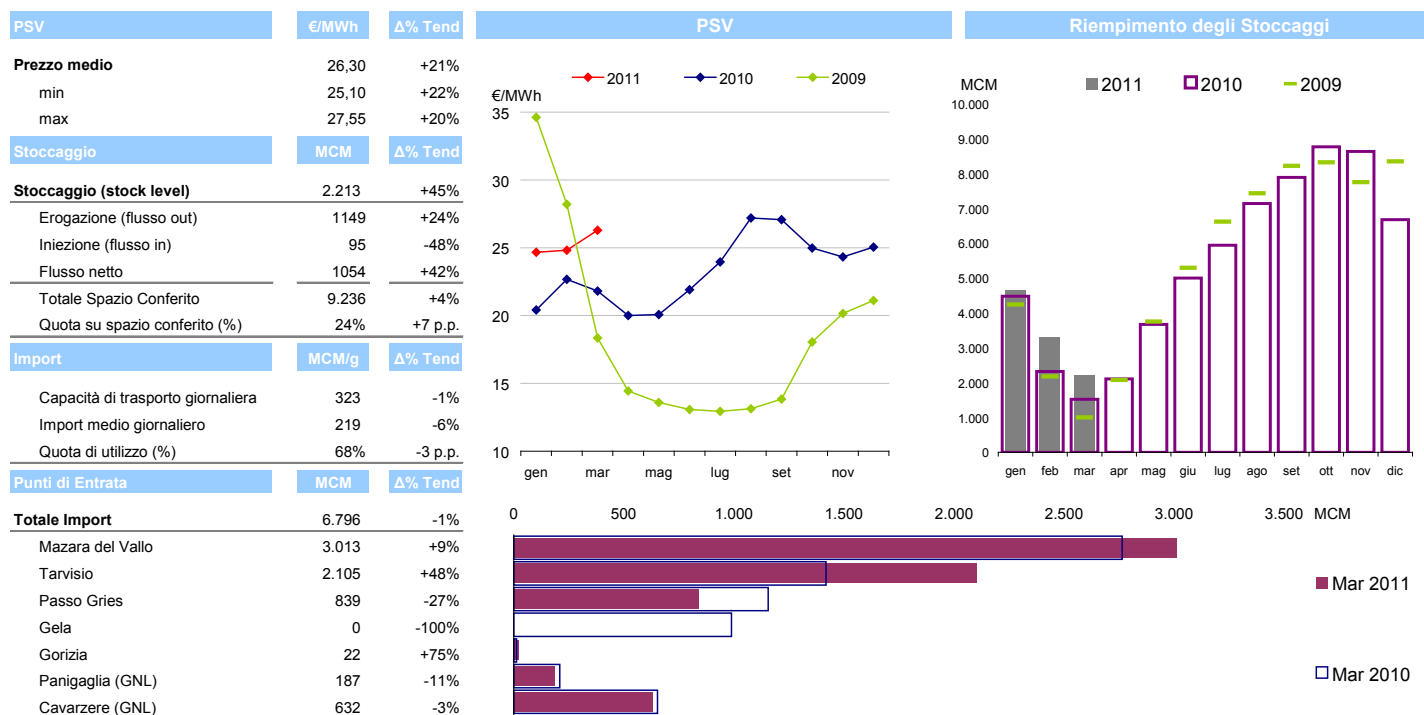 PSV €/MWh Δ% Tend
Prezzo medio 26,30 +21%
min 25,10 +22%
max 27,55 +20%
Stoccaggio MCM Δ% Tend
Stoccaggio (stock level) 2.213 +45%
Erogazione (flusso out) 1149 +24%
Iniezione (flusso in) 95 -48%
Flusso netto 1054 +42%
Totale Spazio Conferito 9.236 +4%
Quota su spazio conferito (%) 24% +7 p.p.
Import MCM/g Δ% Tend
Capacità di trasporto giornaliera 323 -1%
Import medio giornaliero 219 -6%
Quota di utilizzo (%) 68% -3 p.p.
Punti di Entrata MCM Δ% Tend
Totale Import 6.796 -1%
Mazara del Vallo 3.013 +9%
Tarvisio 2.105 +48%
Passo Gries 839 -27%
Gela 0 -100%
Gorizia 22 +75%
Panigaglia (GNL) 187 -11%
Cavarzere (GNL) 632 -3%
PSV
2011 2010 2009
€/MWh
35
30
25
20
15
10
gen mar mag lug set nov
Riempimento degli Stoccaggi
MCM 2011 2010 2009
10.000
9.000
8.000
7.000
6.000
5.000
4.000
3.000
2.000
1.000
0
gen feb mar apr mag giu lug ago set ott nov dic
0 500 1.000 1.500 2.000 2.500 3.000 3.500 MCM
Mar 2011
Mar 2010